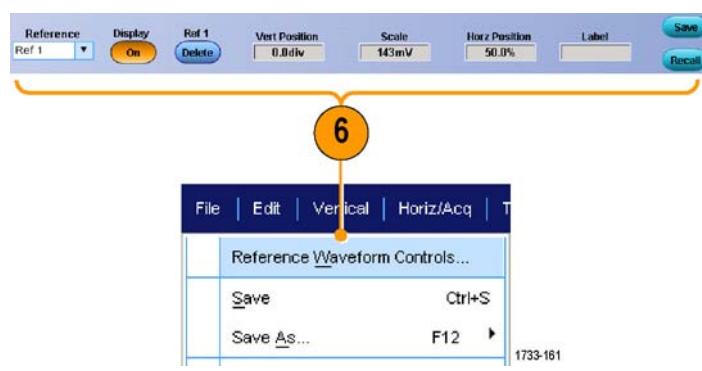 Reference Display Ref 1 Vert Position Scale Horz Position Label Save
Ref 1 On Delete 0.0div 143mV 50.0% Recall
6
File | Edit | Vertical | Horiz/Acq | T
Reference Waveform Controls...
Save Ctrl+S
Save As... F12
1733-161